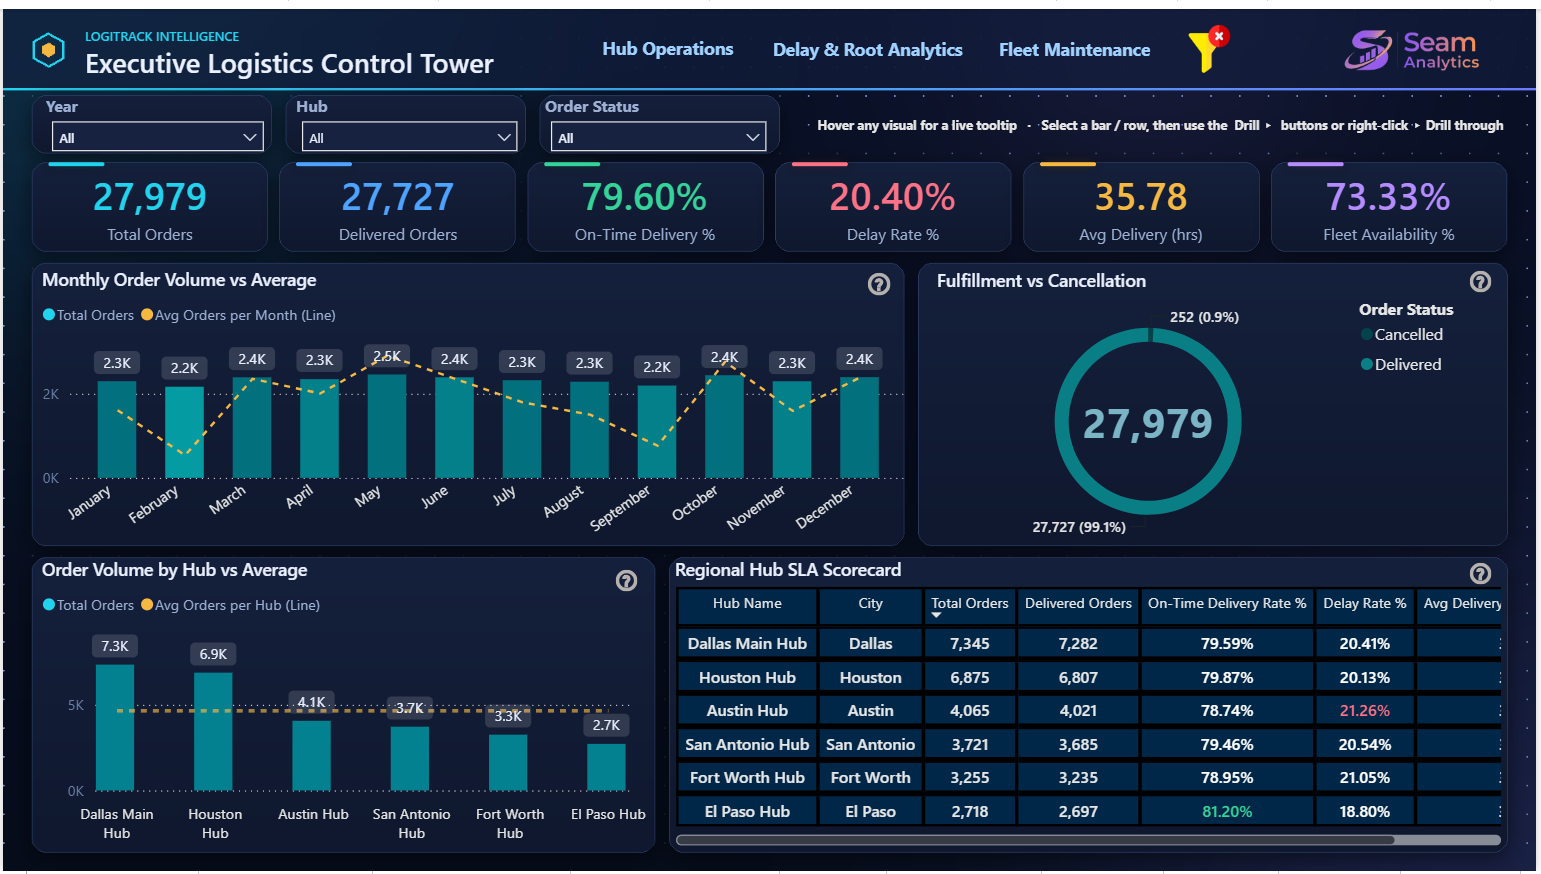 LOGITRACK INTELLIGENCE
Executive Logistics Control Tower
Hub Operations
Delay & Root Analytics
Fleet Maintenance
Seam
Analytics
Year
All
Hub
All
Order Status
All
Hover any visual for a live tooltip - Select a bar / row, then use the Drill ▸ buttons or right-click ▸ Drill through
27,979
Total Orders
27,727
Delivered Orders
79.60%
On-Time Delivery %
20.40%
Delay Rate %
35.78
Avg Delivery (hrs)
73.33%
Fleet Availability %
Monthly Order Volume vs Average
?
Total Orders Avg Orders per Month (Line)
2.3K 2.2K 2.4K 2.3K 2.5K 2.4K 2.3K 2.3K 2.2K 2.4K 2.3K 2.4K
2K
0K
January February March April May June July August September October November December
Fulfillment vs Cancellation
?
252 (0.9%)
27,979
27,727 (99.1%)
Order Status
Cancelled
Delivered
Order Volume by Hub vs Average
?
Total Orders Avg Orders per Hub (Line)
7.3K 6.9K 4.1K 3.7K 3.3K 2.7K
5K
0K
Dallas Main Hub
Houston Hub
Austin Hub
San Antonio Hub
Fort Worth Hub
El Paso Hub
Regional Hub SLA Scorecard
?
Hub Name City Total Orders Delivered Orders On-Time Delivery Rate % Delay Rate % Avg Delivery
Dallas Main Hub Dallas 7,345 7,282 79.59% 20.41%
Houston Hub Houston 6,875 6,807 79.87% 20.13%
Austin Hub Austin 4,065 4,021 78.74% 21.26%
San Antonio Hub San Antonio 3,721 3,685 79.46% 20.54%
Fort Worth Hub Fort Worth 3,255 3,235 78.95% 21.05%
El Paso Hub El Paso 2,718 2,697 81.20% 18.80%